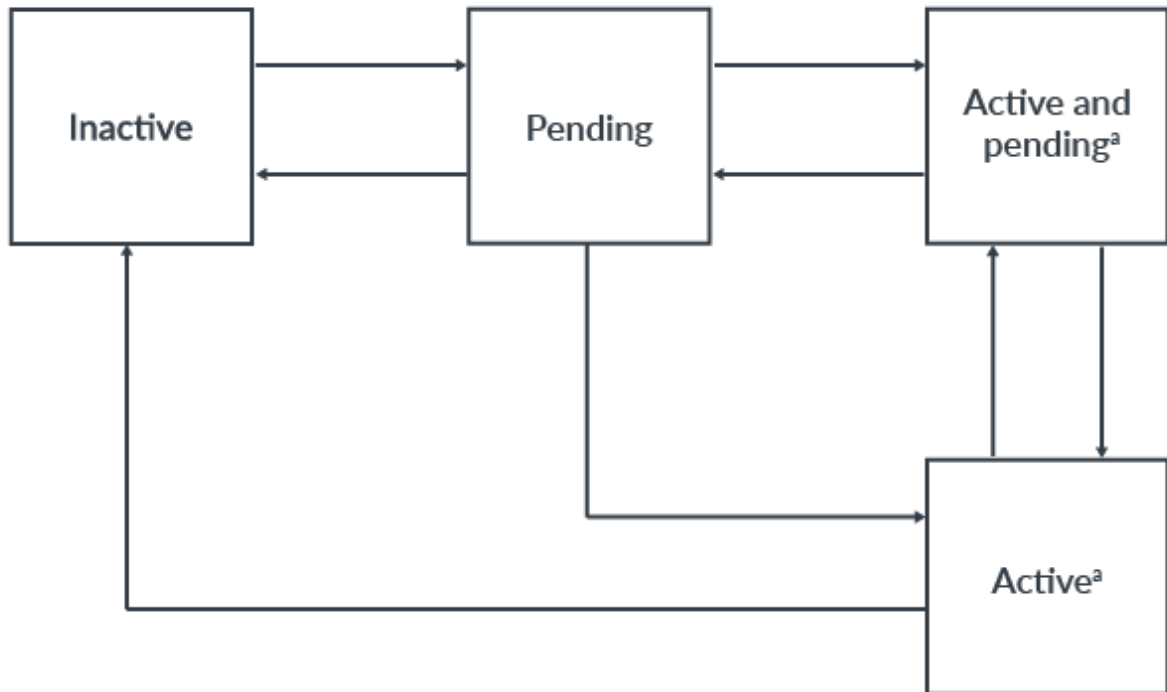 Inactive
Pending
Active and
pendingᵃ
Activeᵃ